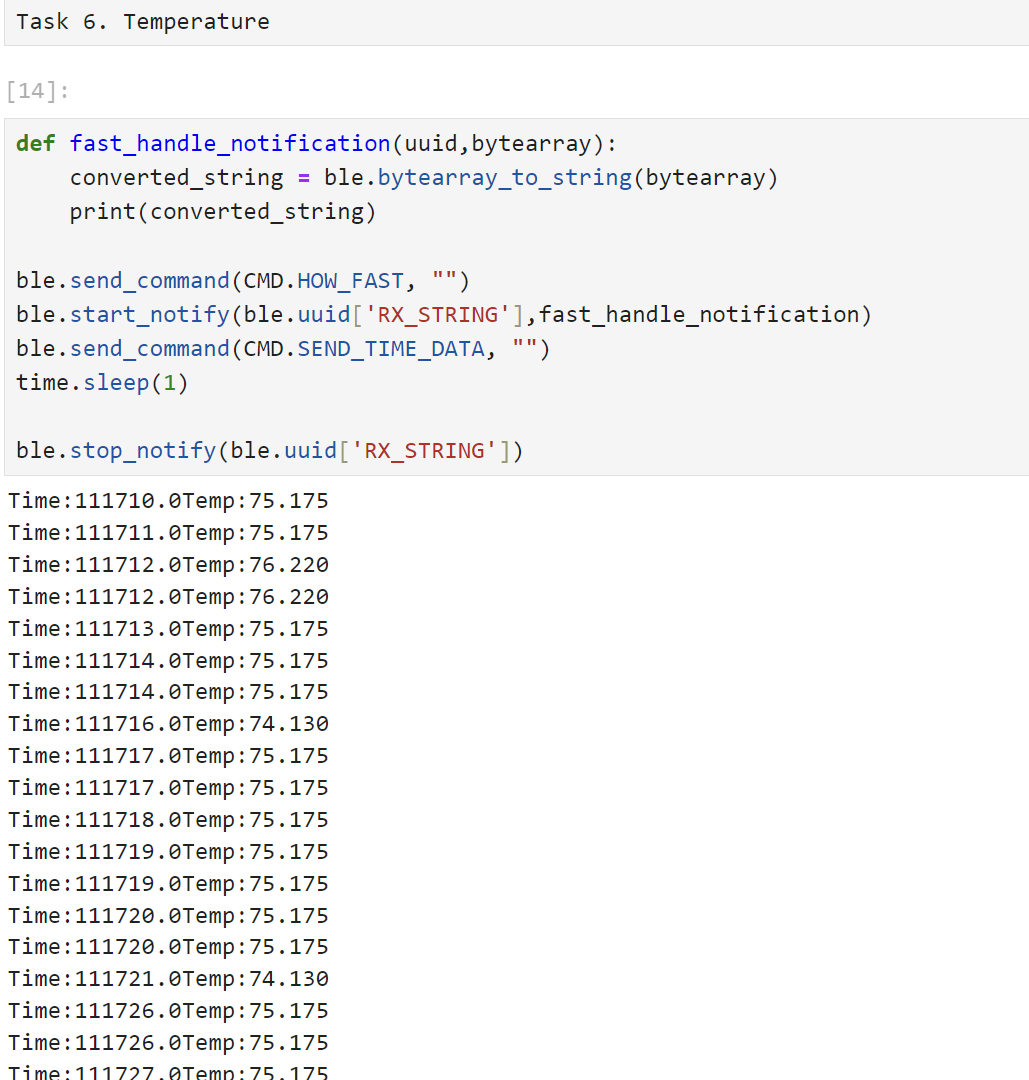 Task 6. Temperature
[14]:
def fast_handle_notification(uuid,bytearray):
    converted_string = ble.bytearray_to_string(bytearray)
    print(converted_string)
ble.send_command(CMD.HOW_FAST, "")
ble.start_notify(ble.uuid['RX_STRING'],fast_handle_notification)
ble.send_command(CMD.SEND_TIME_DATA, "")
time.sleep(1)
ble.stop_notify(ble.uuid['RX_STRING'])
Time:111710.0Temp:75.175
Time:111711.0Temp:75.175
Time:111712.0Temp:76.220
Time:111712.0Temp:76.220
Time:111713.0Temp:75.175
Time:111714.0Temp:75.175
Time:111714.0Temp:75.175
Time:111716.0Temp:74.130
Time:111717.0Temp:75.175
Time:111717.0Temp:75.175
Time:111718.0Temp:75.175
Time:111719.0Temp:75.175
Time:111719.0Temp:75.175
Time:111720.0Temp:75.175
Time:111720.0Temp:75.175
Time:111721.0Temp:74.130
Time:111726.0Temp:75.175
Time:111726.0Temp:75.175
Time:111727.0Temp:75.175